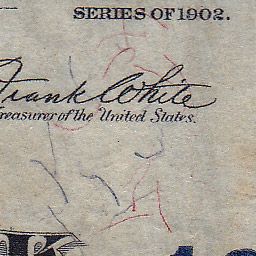 SERIES OF 1902.
Frank White
Treasurer of the United States.